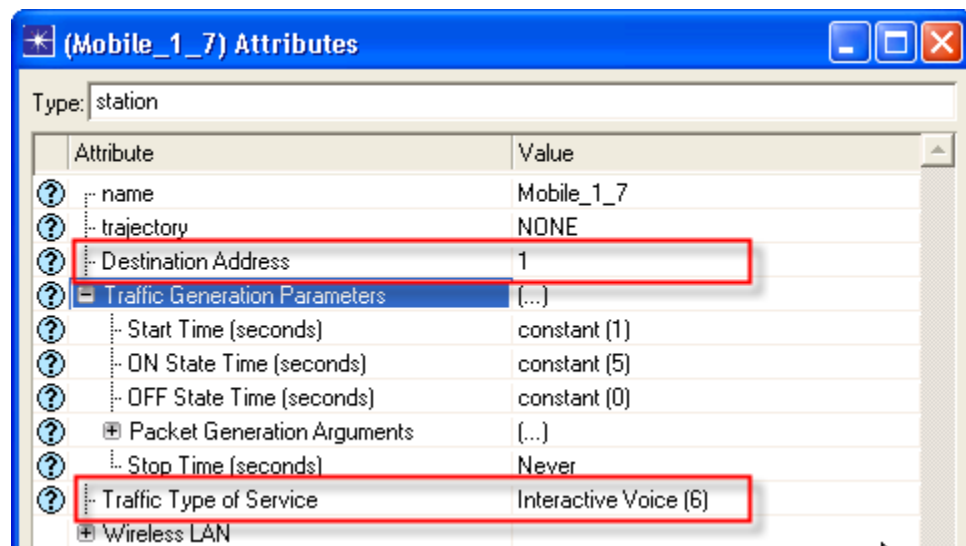 (Mobile_1_7) Attributes
Type: station
Attribute Value
name Mobile_1_7
trajectory NONE
Destination Address 1
Traffic Generation Parameters (...)
Start Time (seconds) constant (1)
ON State Time (seconds) constant (5)
OFF State Time (seconds) constant (0)
Packet Generation Arguments (...)
Stop Time (seconds) Never
Traffic Type of Service Interactive Voice (6)
Wireless LAN